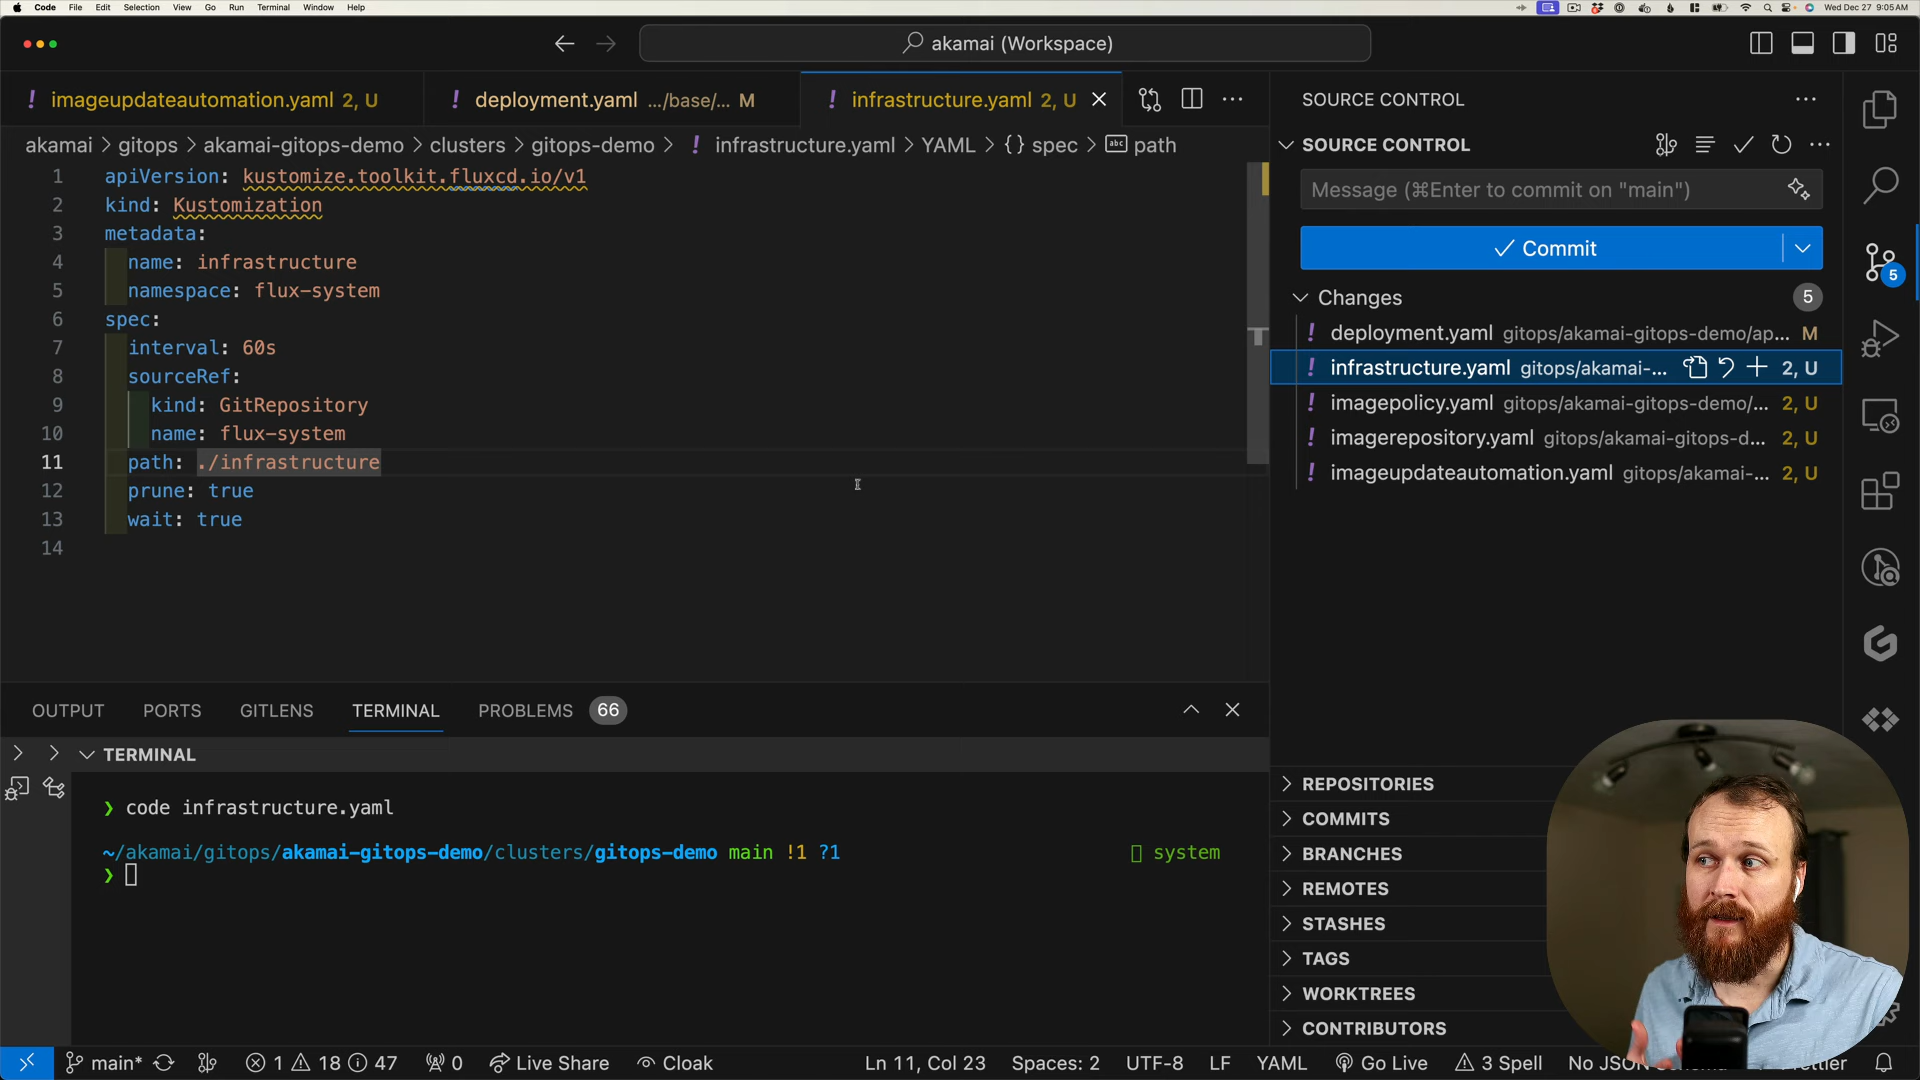 Code File Edit Selection View Go Run Terminal Window Help
Wed Dec 27 9:05 AM
akamai (Workspace)
! imageupdateautomation.yaml 2, U
! deployment.yaml .../base/... M
! infrastructure.yaml 2, U
akamai > gitops > akamai-gitops-demo > clusters > gitops-demo > ! infrastructure.yaml > YAML > {} spec > abc path
1 apiVersion: kustomize.toolkit.fluxcd.io/v1
2 kind: Kustomization
3 metadata:
4 name: infrastructure
5 namespace: flux-system
6 spec:
7 interval: 60s
8 sourceRef:
9 kind: GitRepository
10 name: flux-system
11 path: ./infrastructure
12 prune: true
13 wait: true
14
SOURCE CONTROL
SOURCE CONTROL
Message (⌘Enter to commit on "main")
Commit
Changes 5
! deployment.yaml gitops/akamai-gitops-demo/ap... M
! infrastructure.yaml gitops/akamai-... 2, U
! imagepolicy.yaml gitops/akamai-gitops-demo/... 2, U
! imagerepository.yaml gitops/akamai-gitops-d... 2, U
! imageupdateautomation.yaml gitops/akamai-... 2, U
5
OUTPUT PORTS GITLENS TERMINAL PROBLEMS 66
TERMINAL
❯ code infrastructure.yaml
~/akamai/gitops/akamai-gitops-demo/clusters/gitops-demo main !1 ?1 system
❯
REPOSITORIES
COMMITS
BRANCHES
REMOTES
STASHES
TAGS
WORKTREES
CONTRIBUTORS
main* 1 18 47 0 Live Share Cloak Ln 11, Col 23 Spaces: 2 UTF-8 LF YAML Go Live 3 Spell